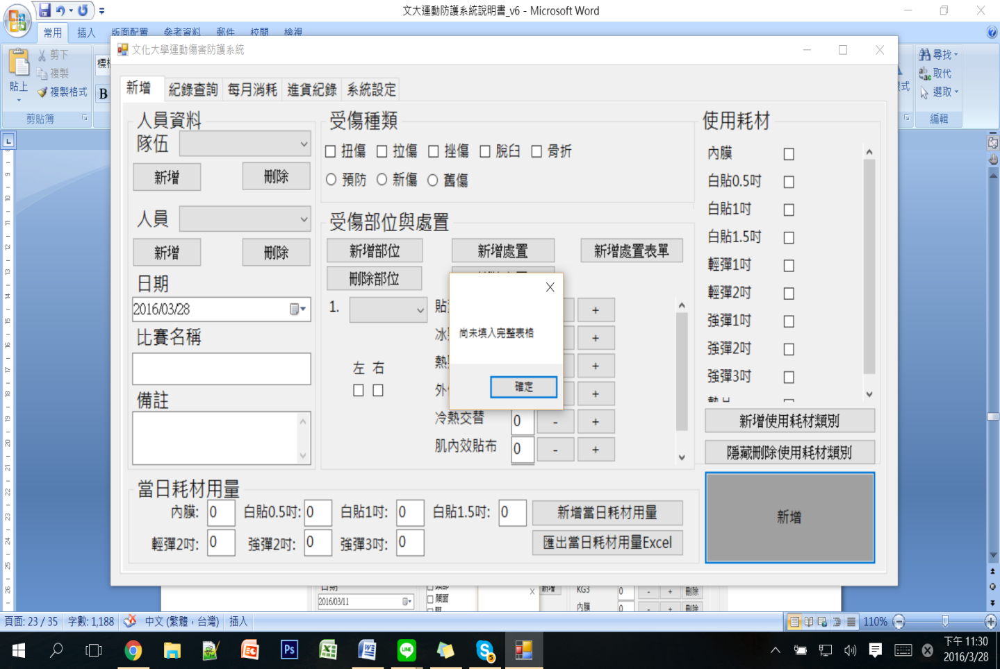 文大運動防護系統說明書_v6 - Microsoft Word
常用 插入 版面配置 參考資料 郵件 校閱 檢視
貼上
剪下
複製
複製格式
剪貼簿
B
尋找
取代
選取
編輯
文化大學運動傷害防護系統
新增 紀錄查詢 每月消耗 進貨紀錄 系統設定
人員資料
隊伍
新增 刪除
人員
新增 刪除
日期
2016/03/28
比賽名稱
備註
受傷種類
扭傷 拉傷 挫傷 脫臼 骨折
預防 新傷 舊傷
受傷部位與處置
新增部位 新增處置 新增處置表單
刪除部位
1.
左 右
冷熱交替 0 - +
肌內效貼布 0 - +
尚未填入完整表格
確定
使用耗材
內膜
白貼0.5吋
白貼1吋
白貼1.5吋
輕彈1吋
輕彈2吋
強彈1吋
強彈2吋
強彈3吋
新增使用耗材類別
隱藏刪除使用耗材類別
新增
當日耗材用量
內膜: 0 白貼0.5吋: 0 白貼1吋: 0 白貼1.5吋: 0 新增當日耗材用量
輕彈2吋: 0 強彈2吋: 0 強彈3吋: 0 匯出當日耗材用量Excel
2016/03/11
顏面
新增
KG3 0 - + 刪除
內膜 0 - + 刪除
頁面: 23 / 35 字數: 1,188 中文 (繁體，台灣) 插入 110%
下午 11:30
2016/3/28